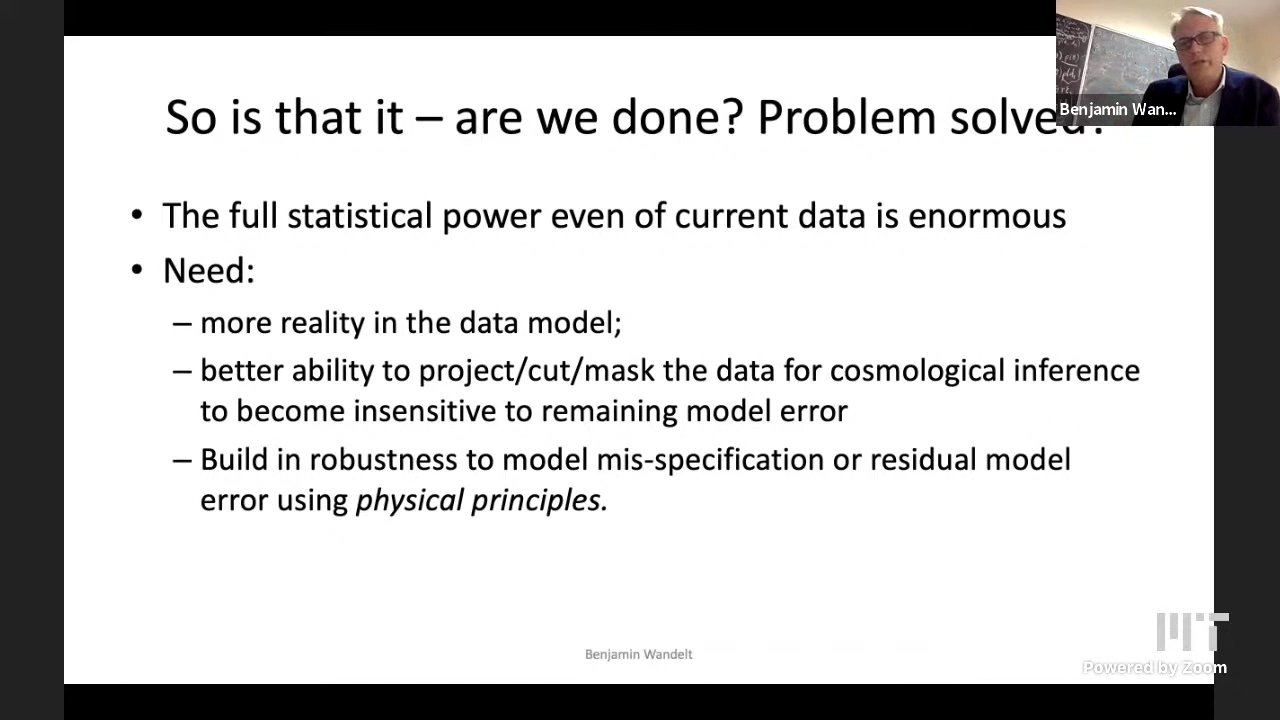 So is that it – are we done? Problem solved?
Benjamin Wan...
• The full statistical power even of current data is enormous
• Need:
– more reality in the data model;
– better ability to project/cut/mask the data for cosmological inference
to become insensitive to remaining model error
– Build in robustness to model mis-specification or residual model
error using physical principles.
Benjamin Wandelt
MIT
Powered by Zoom